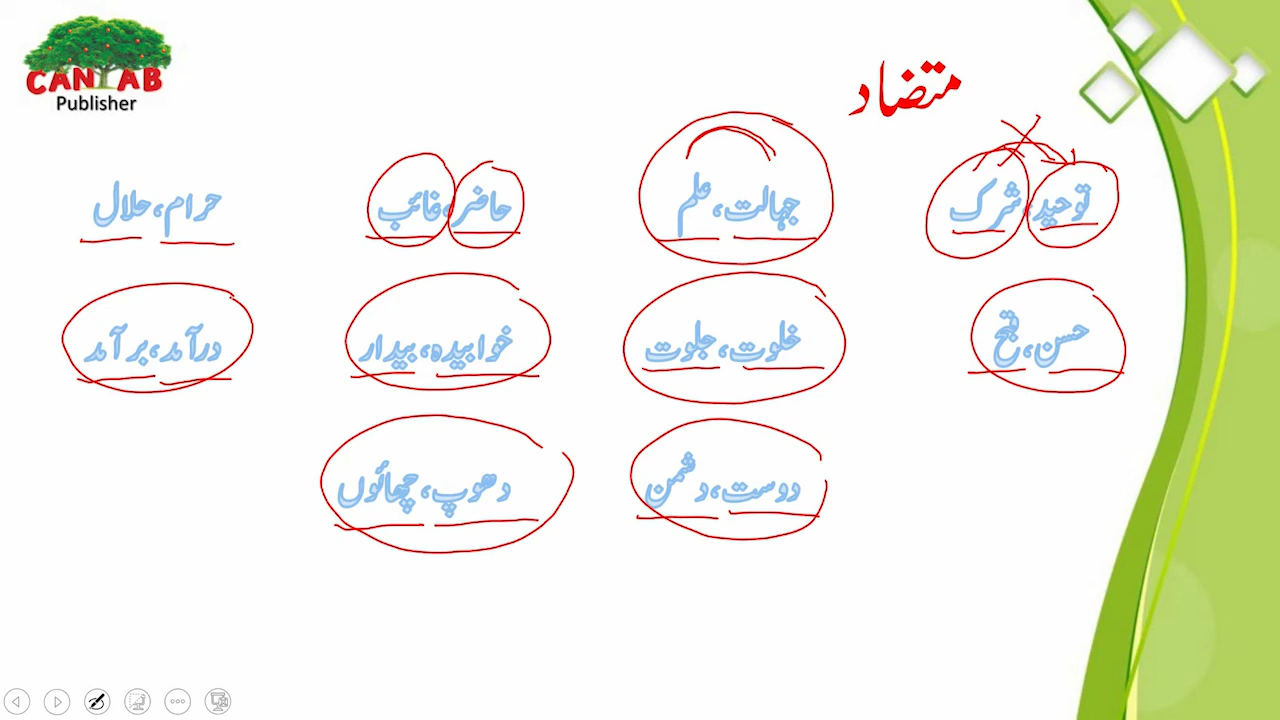 CANTAB
Publisher
متضاد
توحید،شرک جہالت،علم حاضر،غائب حرام،حلال
حسن،قبح خلوت،جلوت خوابیدہ،بیدار درآمد،برآمد
دوست،دشمن دھوپ،چھائوں